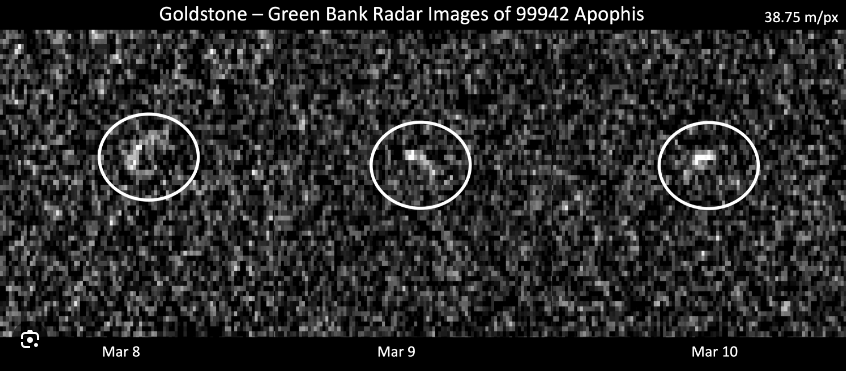 Goldstone – Green Bank Radar Images of 99942 Apophis
38.75 m/px
Mar 8
Mar 9
Mar 10